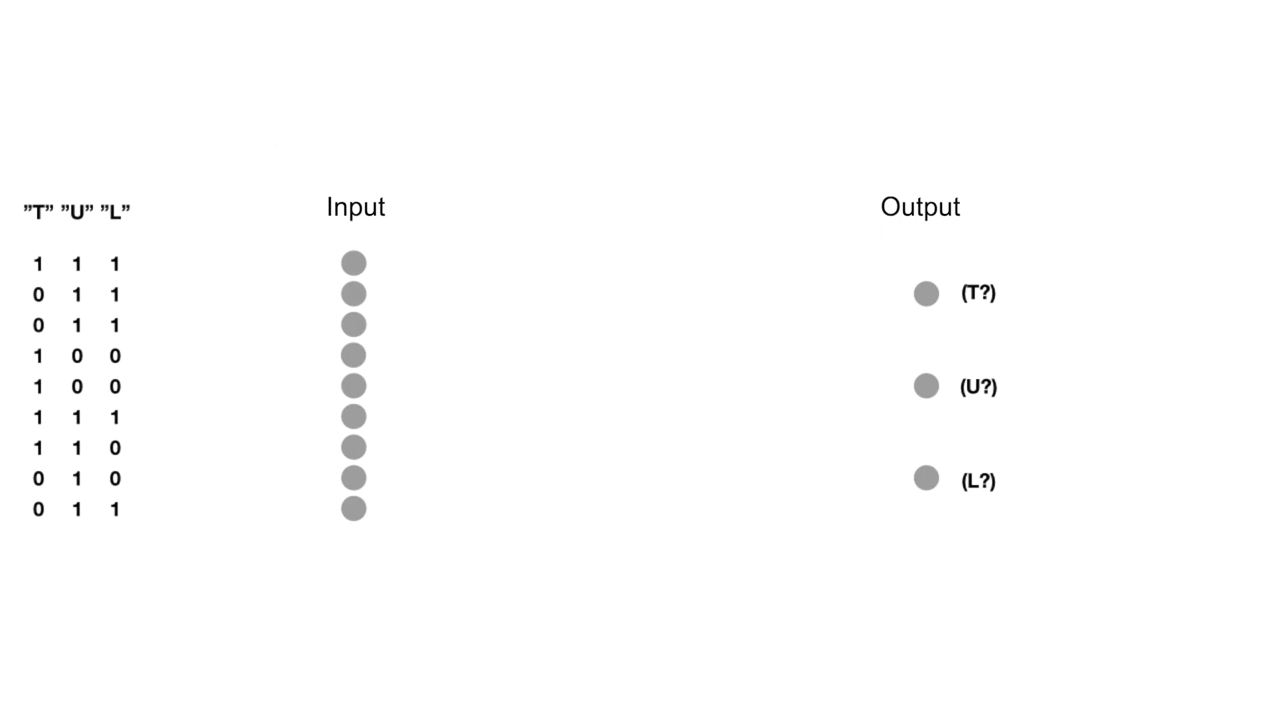 ”T” ”U” ”L”
Input
Output
1 1 1
0 1 1
(T?)
0 1 1
1 0 0
1 0 0
(U?)
1 1 1
1 1 0
0 1 0
(L?)
0 1 1